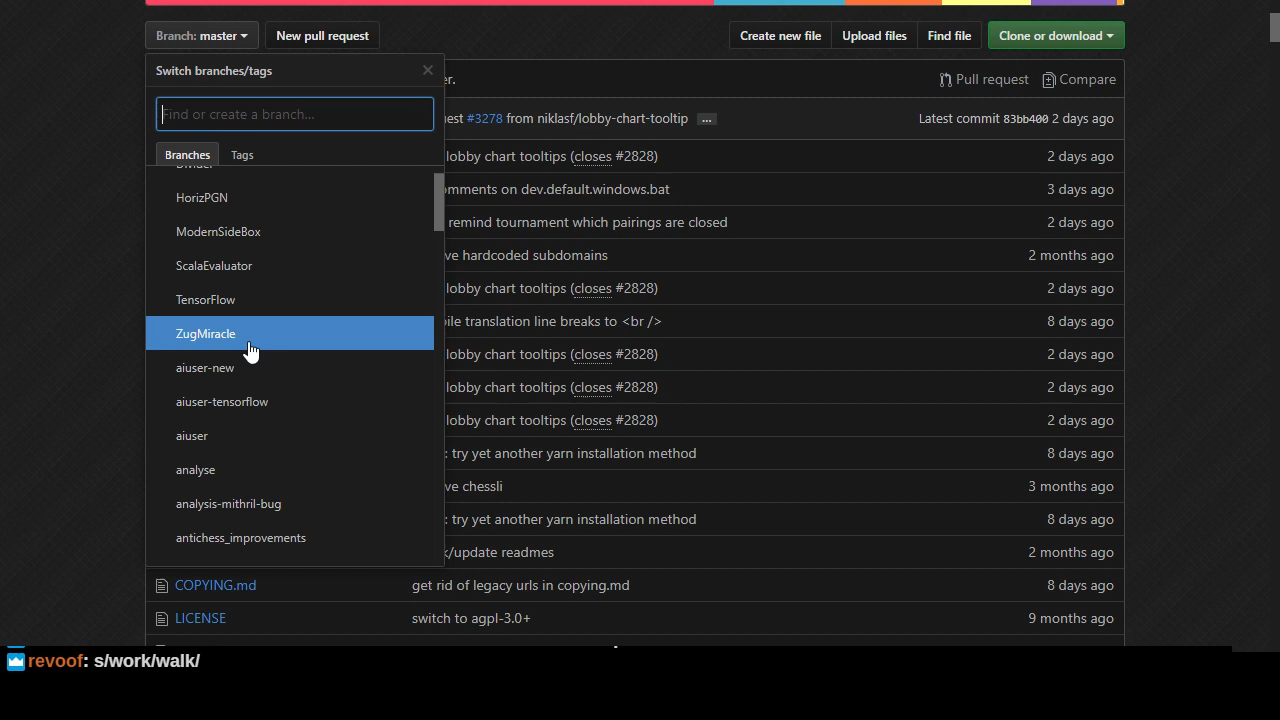 Branch: master
New pull request
Create new file
Upload files
Find file
Clone or download
Switch branches/tags
Find or create a branch...
Branches
Tags
HorizPGN
ModernSideBox
ScalaEvaluator
TensorFlow
ZugMiracle
aiuser-new
aiuser-tensorflow
aiuser
analyse
analysis-mithril-bug
antichess_improvements
er.
Pull request
Compare
est #3278 from niklasf/lobby-chart-tooltip ...
Latest commit 83bb400 2 days ago
lobby chart tooltips (closes #2828) 2 days ago
mments on dev.default.windows.bat 3 days ago
remind tournament which pairings are closed 2 days ago
ve hardcoded subdomains 2 months ago
lobby chart tooltips (closes #2828) 2 days ago
ile translation line breaks to <br /> 8 days ago
lobby chart tooltips (closes #2828) 2 days ago
lobby chart tooltips (closes #2828) 2 days ago
lobby chart tooltips (closes #2828) 2 days ago
: try yet another yarn installation method 8 days ago
ve chessli 3 months ago
: try yet another yarn installation method 8 days ago
/update readmes 2 months ago
COPYING.md get rid of legacy urls in copying.md 8 days ago
LICENSE switch to agpl-3.0+ 9 months ago
revoof: s/work/walk/